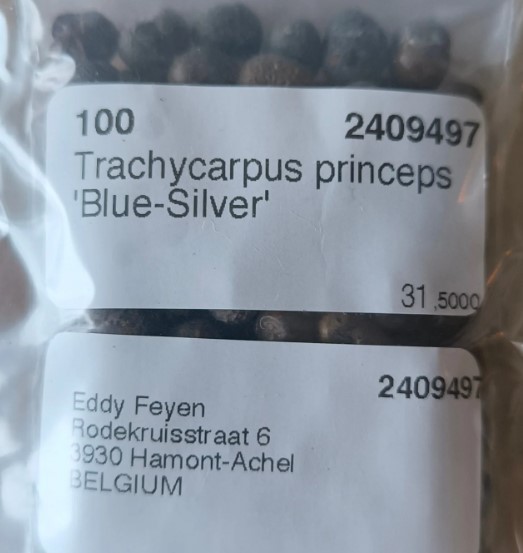 100 2409497
Trachycarpus princeps
'Blue-Silver'
31,5000
2409497
Eddy Feyen
Rodekruisstraat 6
3930 Hamont-Achel
BELGIUM